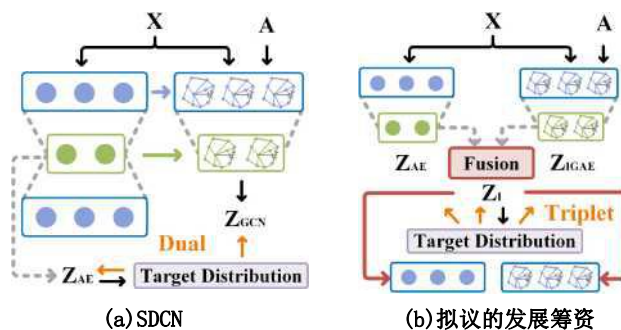 X
A
Z_AE
Z_GCN
Dual
Target Distribution
(a)SDCN
X
A
Z_AE
Fusion
Z_IGAE
Z_I
Triplet
Target Distribution
(b)拟议的发展筹资